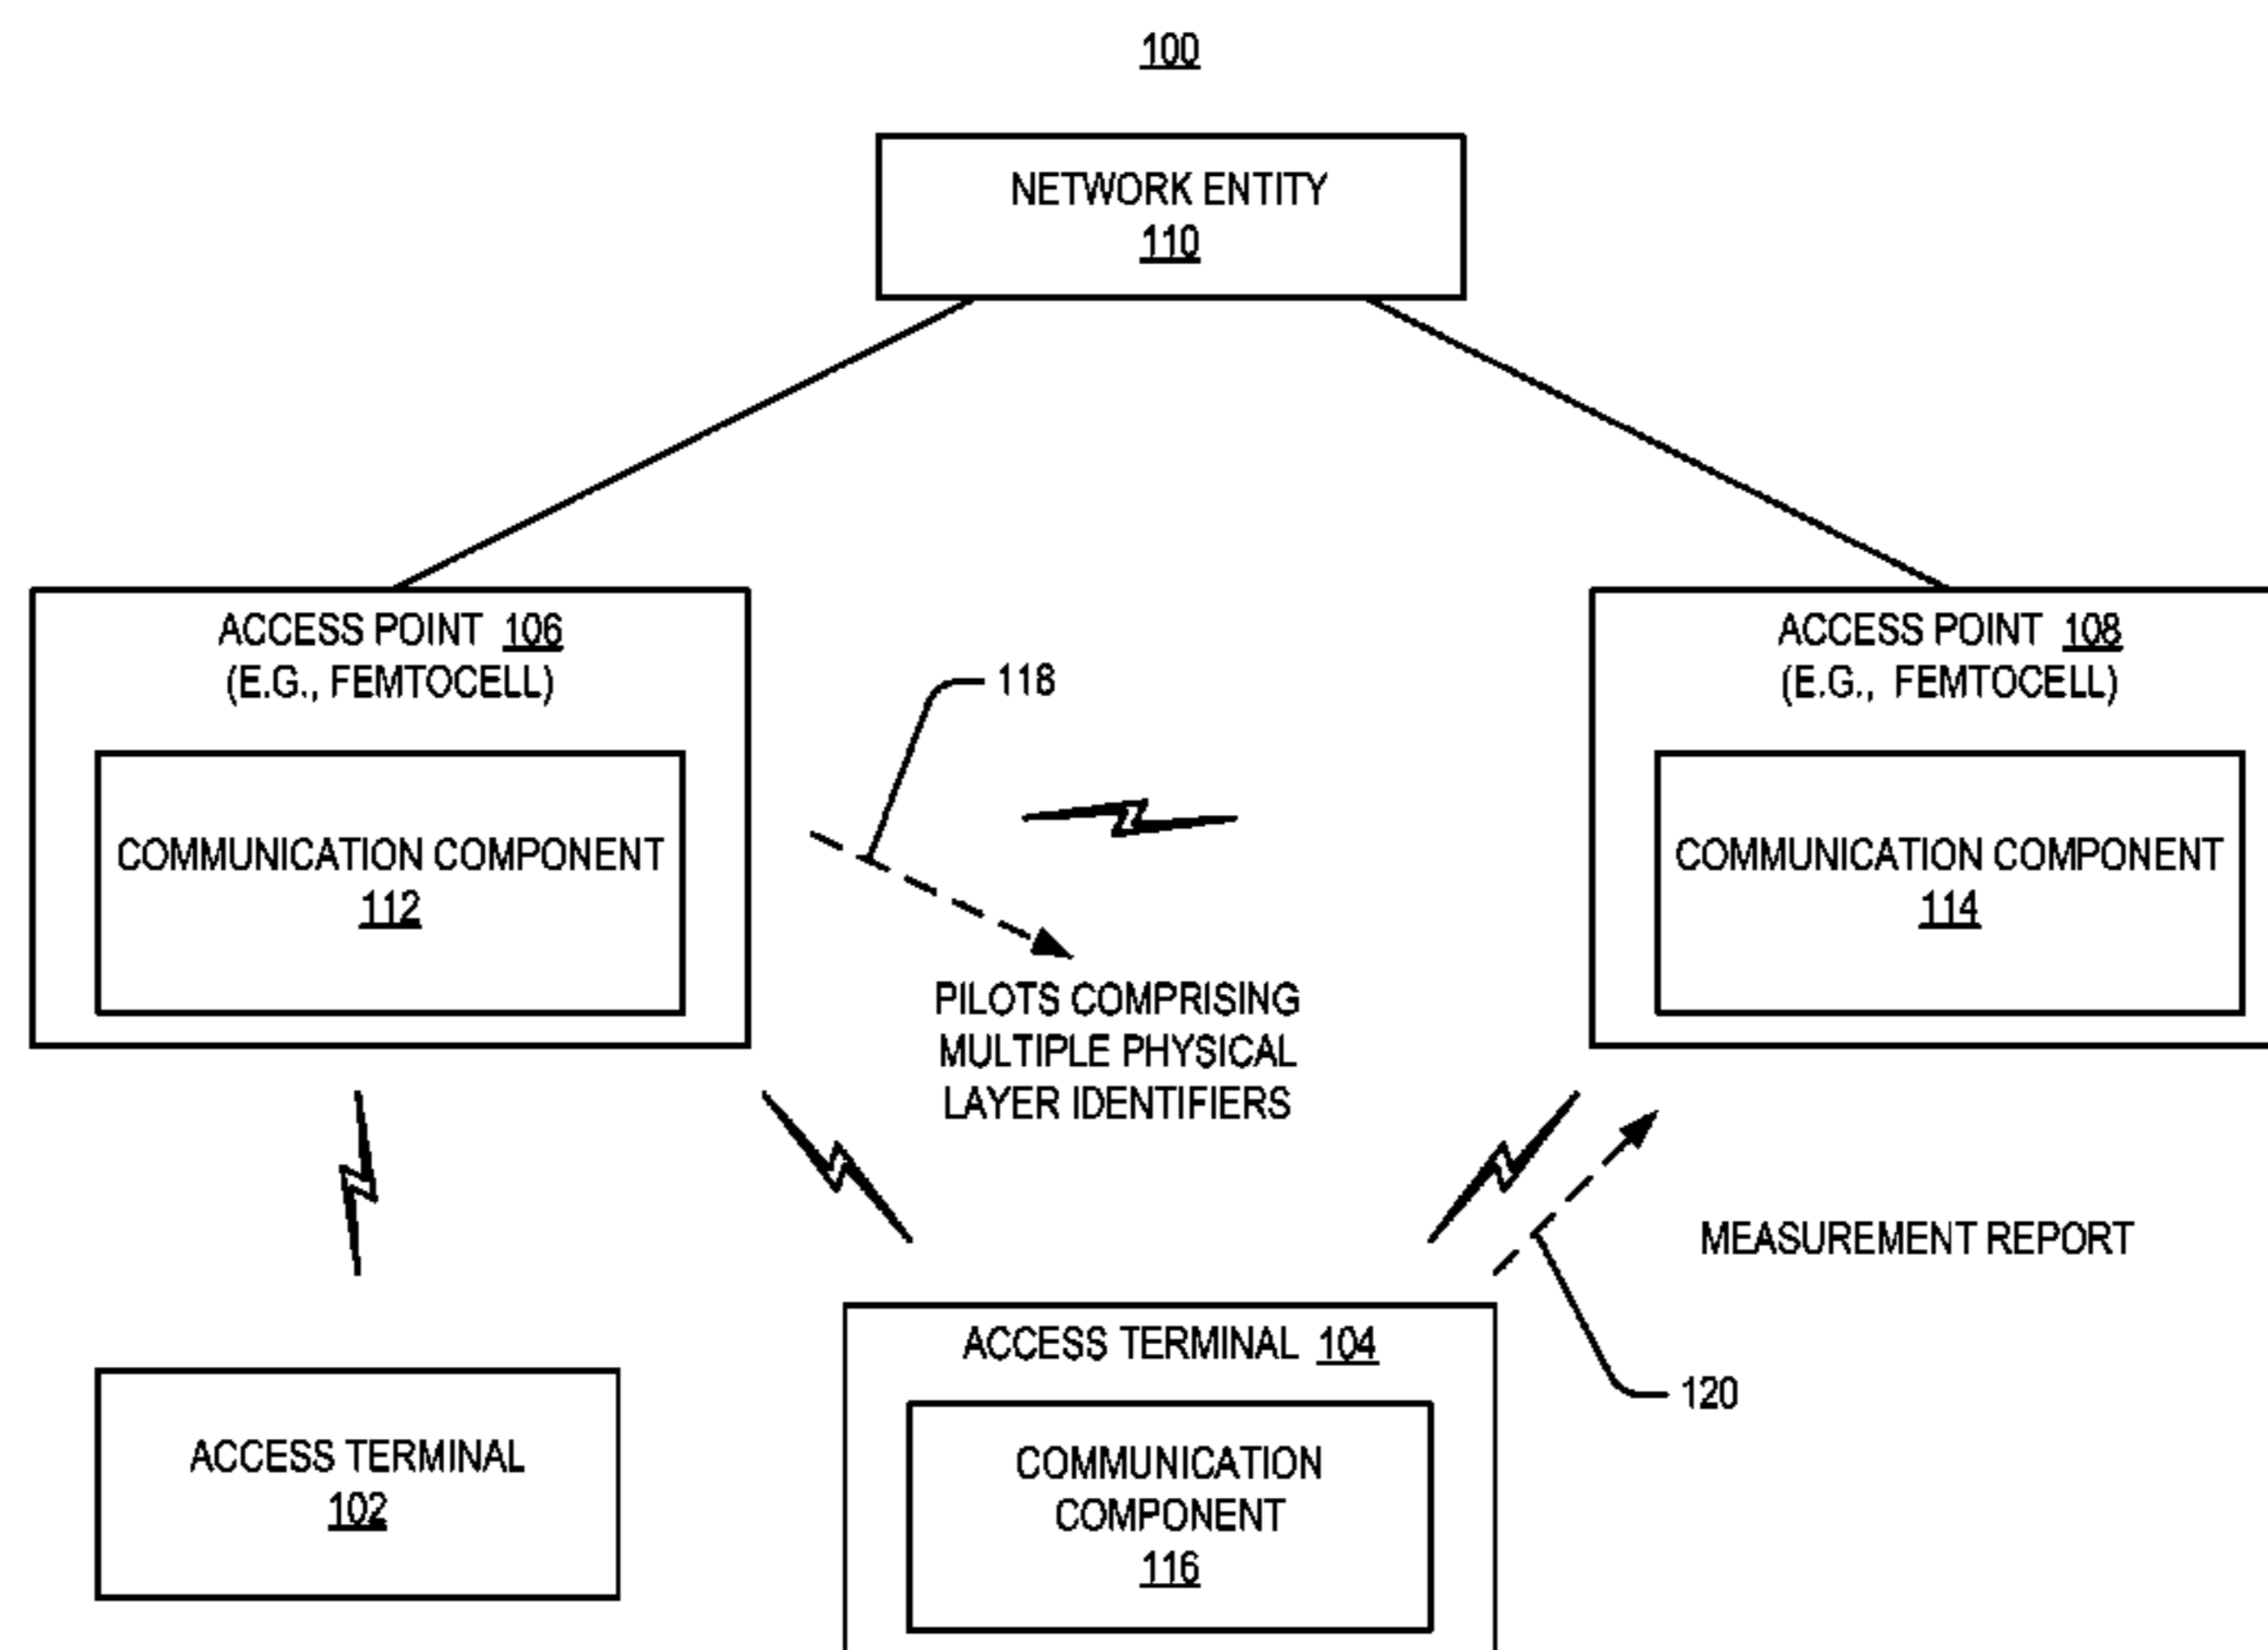 100
NETWORK ENTITY
110
ACCESS POINT 106
(E.G., FEMTOCELL)
COMMUNICATION COMPONENT
112
118
PILOTS COMPRISING
MULTIPLE PHYSICAL
LAYER IDENTIFIERS
ACCESS POINT 108
(E.G., FEMTOCELL)
COMMUNICATION COMPONENT
114
MEASUREMENT REPORT
120
ACCESS TERMINAL
102
ACCESS TERMINAL 104
COMMUNICATION
COMPONENT
116